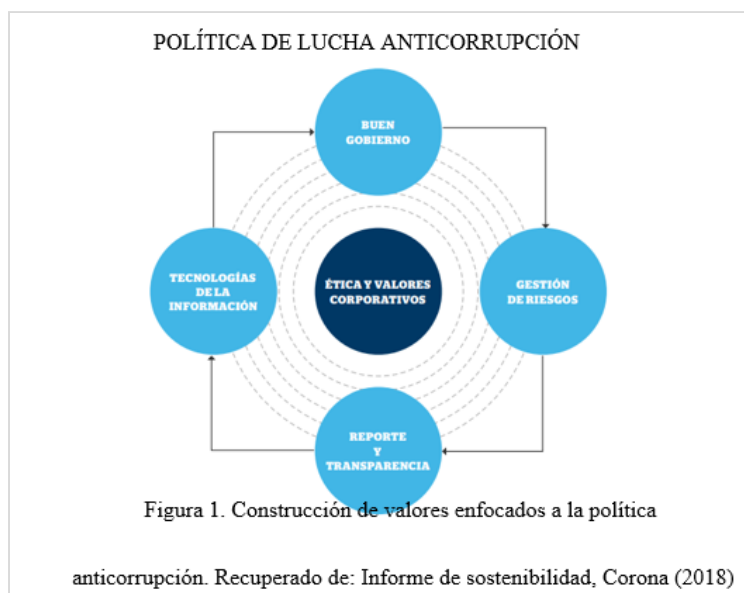 POLÍTICA DE LUCHA ANTICORRUPCIÓN
BUEN
GOBIERNO
TECNOLOGÍAS
DE LA
INFORMACIÓN
ÉTICA Y VALORES
CORPORATIVOS
GESTIÓN
DE RIESGOS
REPORTE
Y
TRANSPARENCIA
Figura 1. Construcción de valores enfocados a la política
anticorrupción. Recuperado de: Informe de sostenibilidad, Corona (2018)